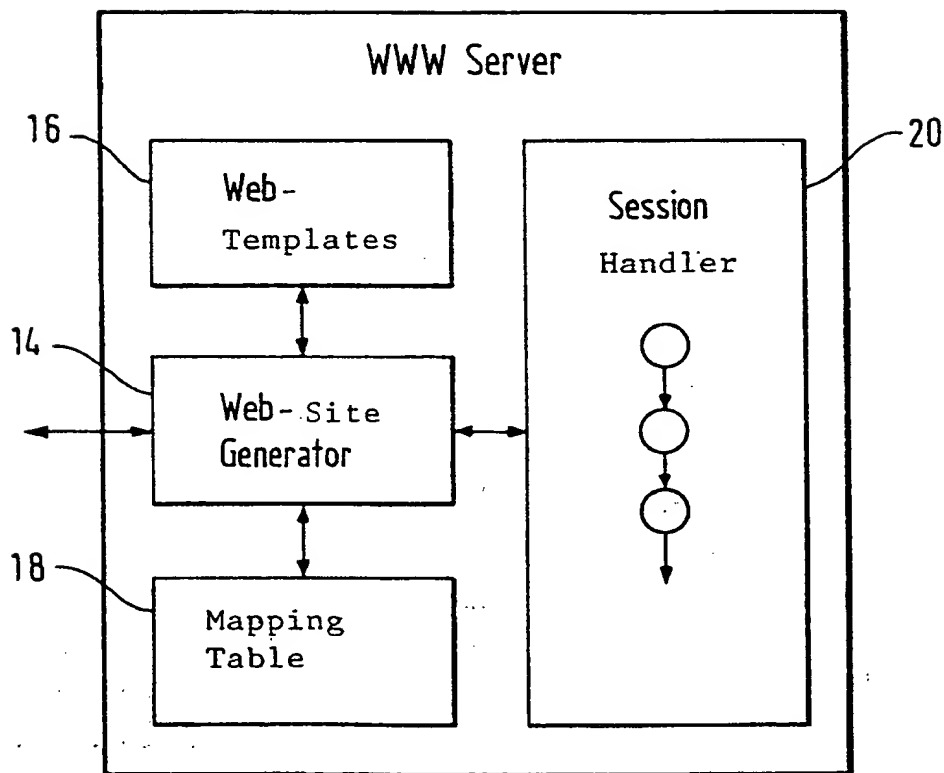 WWW Server
16
Web-
Templates
20
Session
Handler
14
Web-Site
Generator
18
Mapping
Table